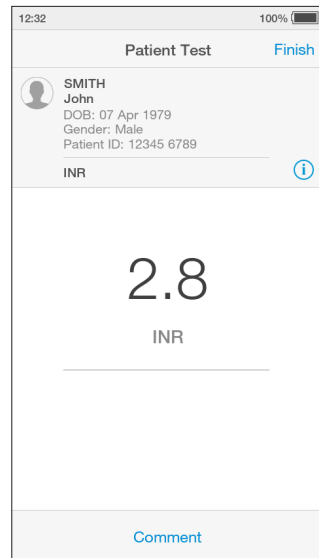 12:32 100%
Patient Test Finish
SMITH
John
DOB: 07 Apr 1979
Gender: Male
Patient ID: 12345 6789
INR i
2.8
INR
Comment